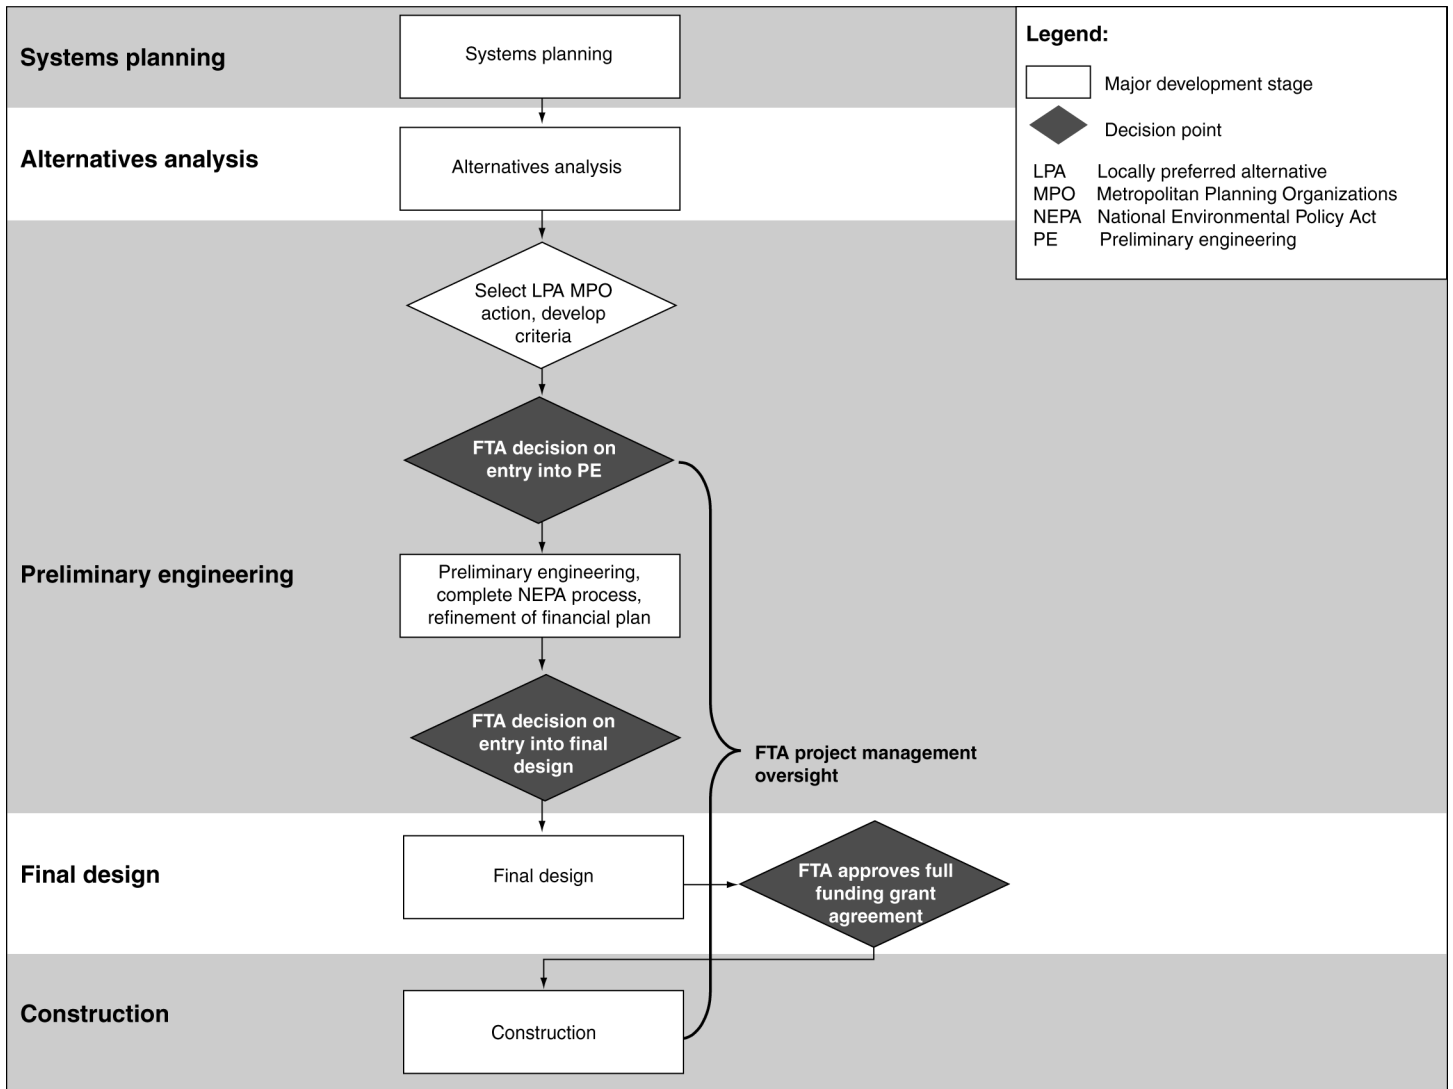 Systems planning
Systems planning
Legend:
Major development stage
Decision point
LPA Locally preferred alternative
MPO Metropolitan Planning Organizations
NEPA National Environmental Policy Act
PE Preliminary engineering
Alternatives analysis
Alternatives analysis
Select LPA MPO
action, develop
criteria
FTA decision on
entry into PE
Preliminary engineering
Preliminary engineering,
complete NEPA process,
refinement of financial plan
FTA decision on
entry into final
design
FTA project management
oversight
Final design
Final design
FTA approves full
funding grant
agreement
Construction
Construction